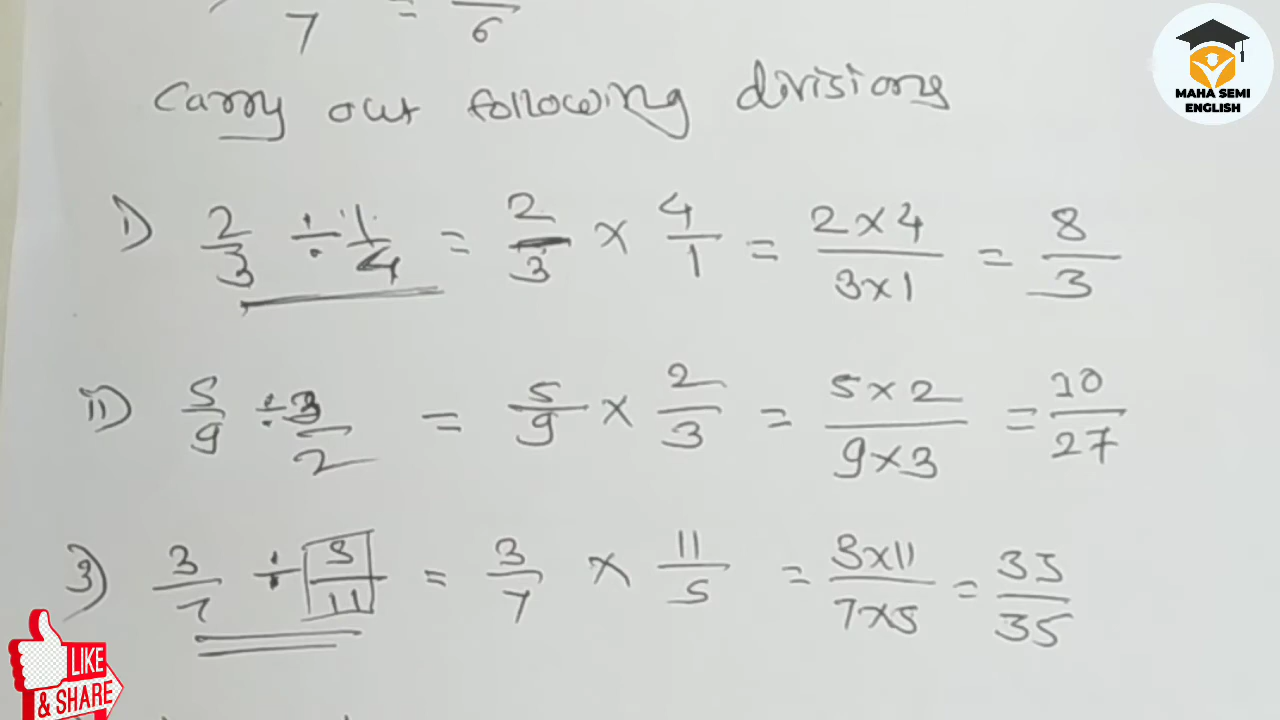 7 = 6
MAHA SEMI
ENGLISH
Carry out following divisions
i) 2/3 ÷ 1/4 = 2/3 × 4/1 = 2×4/3×1 = 8/3
ii) 5/9 ÷ 3/2 = 5/9 × 2/3 = 5×2/9×3 = 10/27
3) 3/7 ÷ 5/11 = 3/7 × 11/5 = 3×11/7×5 = 33/35
LIKE
& SHARE